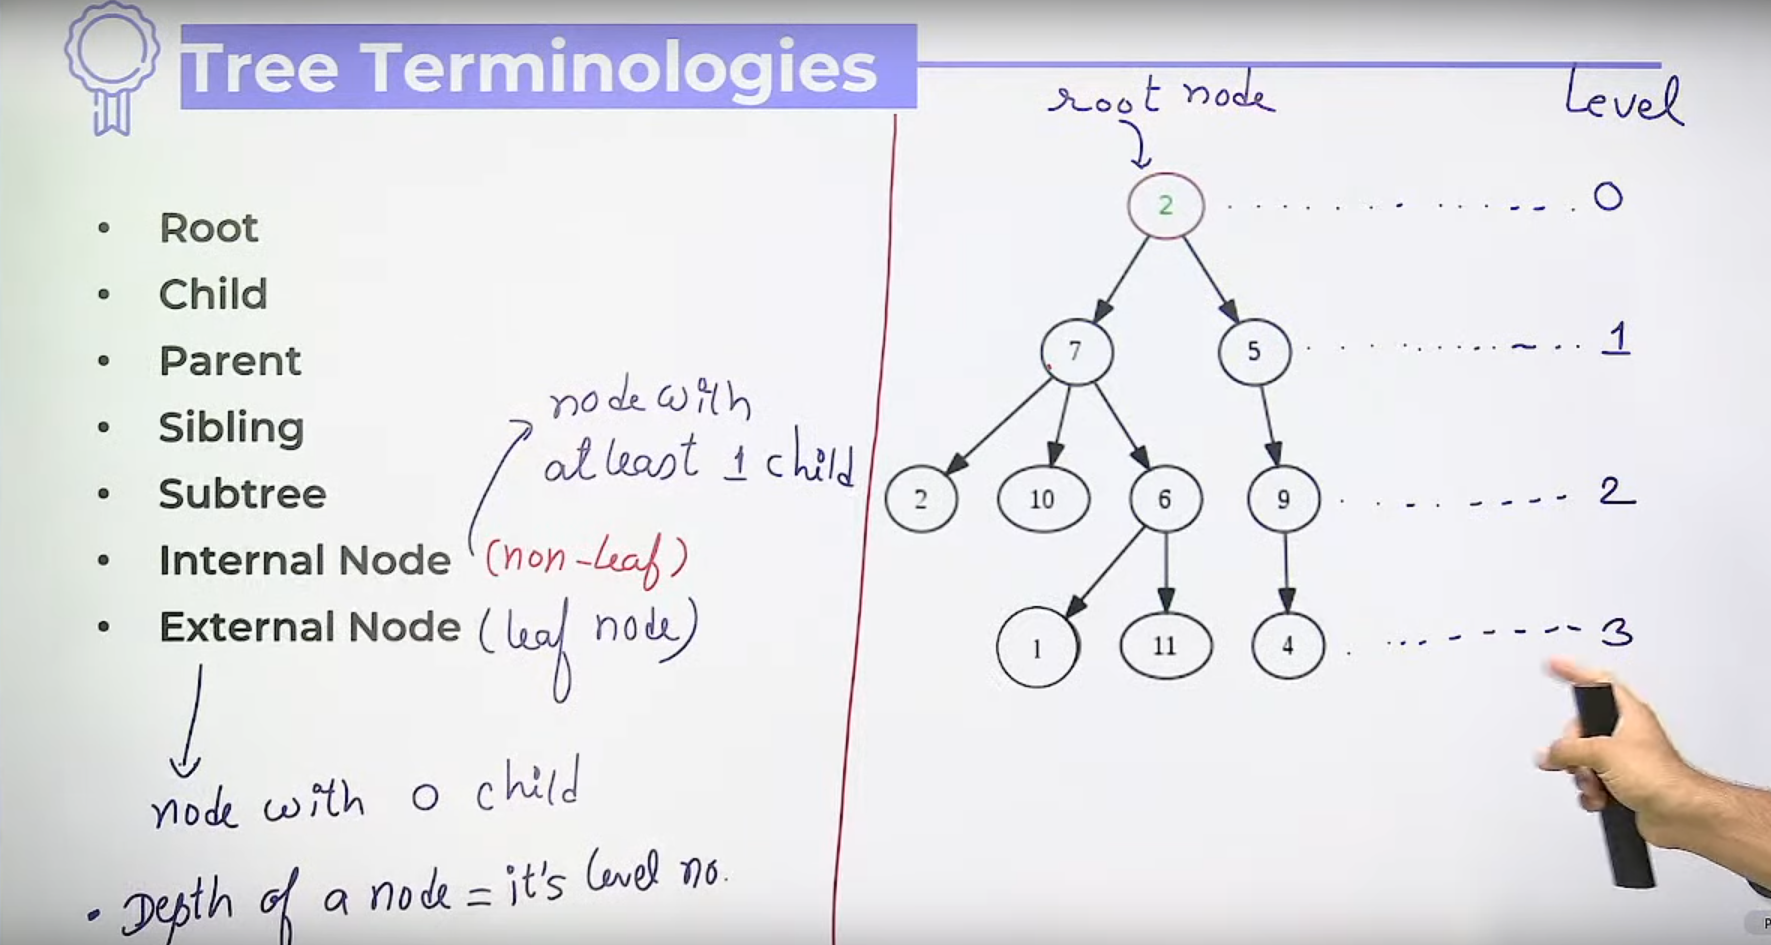 Tree Terminologies
root node
Level
2
0
7
5
1
2
10
6
9
2
1
11
4
3
• Root
• Child
• Parent
• Sibling
• Subtree
• Internal Node (non-leaf)
node with
at least 1 child
• External Node (leaf node)
node with 0 child
• Depth of a node = it's level no.
P